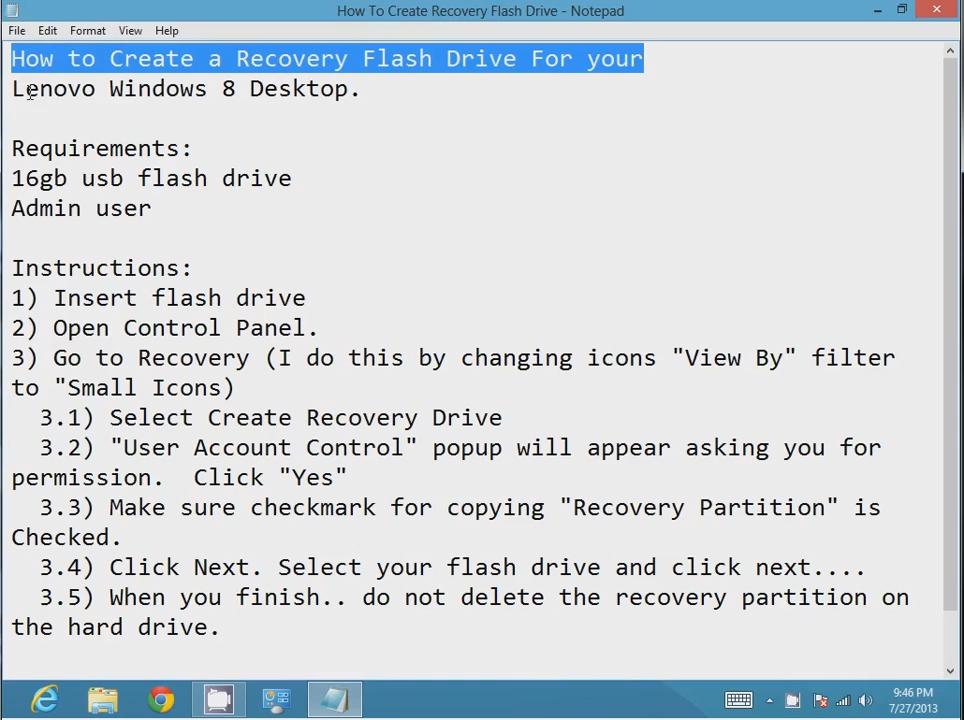 How To Create Recovery Flash Drive - Notepad
File Edit Format View Help
How to Create a Recovery Flash Drive For your
Lenovo Windows 8 Desktop.
Requirements:
16gb usb flash drive
Admin user
Instructions:
1) Insert flash drive
2) Open Control Panel.
3) Go to Recovery (I do this by changing icons "View By" filter
to "Small Icons)
3.1) Select Create Recovery Drive
3.2) "User Account Control" popup will appear asking you for
permission.  Click "Yes"
3.3) Make sure checkmark for copying "Recovery Partition" is
Checked.
3.4) Click Next. Select your flash drive and click next....
3.5) When you finish.. do not delete the recovery partition on
the hard drive.
9:46 PM
7/27/2013